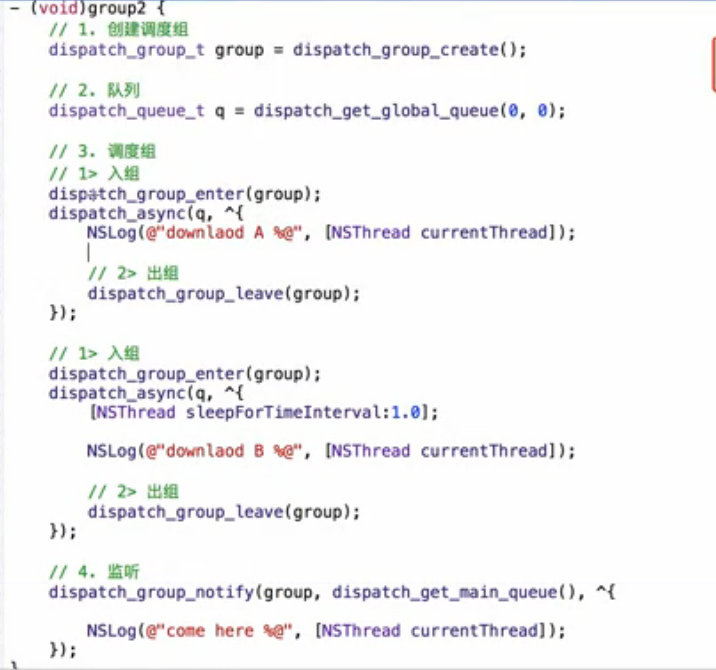 - (void)group2 {
// 1. 创建调度组
dispatch_group_t group = dispatch_group_create();
// 2. 队列
dispatch_queue_t q = dispatch_get_global_queue(0, 0);
// 3. 调度组
// 1> 入组
dispatch_group_enter(group);
dispatch_async(q, ^{
NSLog(@"downlaod A %@", [NSThread currentThread]);
// 2> 出组
dispatch_group_leave(group);
});
// 1> 入组
dispatch_group_enter(group);
dispatch_async(q, ^{
[NSThread sleepForTimeInterval:1.0];
NSLog(@"downlaod B %@", [NSThread currentThread]);
// 2> 出组
dispatch_group_leave(group);
});
// 4. 监听
dispatch_group_notify(group, dispatch_get_main_queue(), ^{
NSLog(@"come here %@", [NSThread currentThread]);
});
}